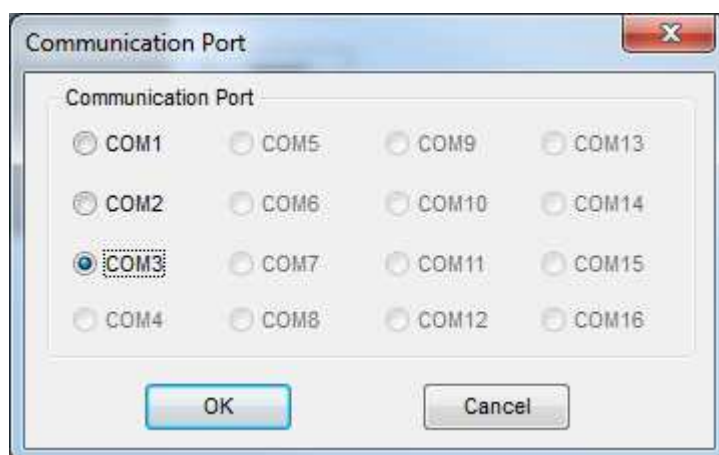 Communication Port
Communication Port
COM1 COM5 COM9 COM13
COM2 COM6 COM10 COM14
COM3 COM7 COM11 COM15
COM4 COM8 COM12 COM16
OK Cancel